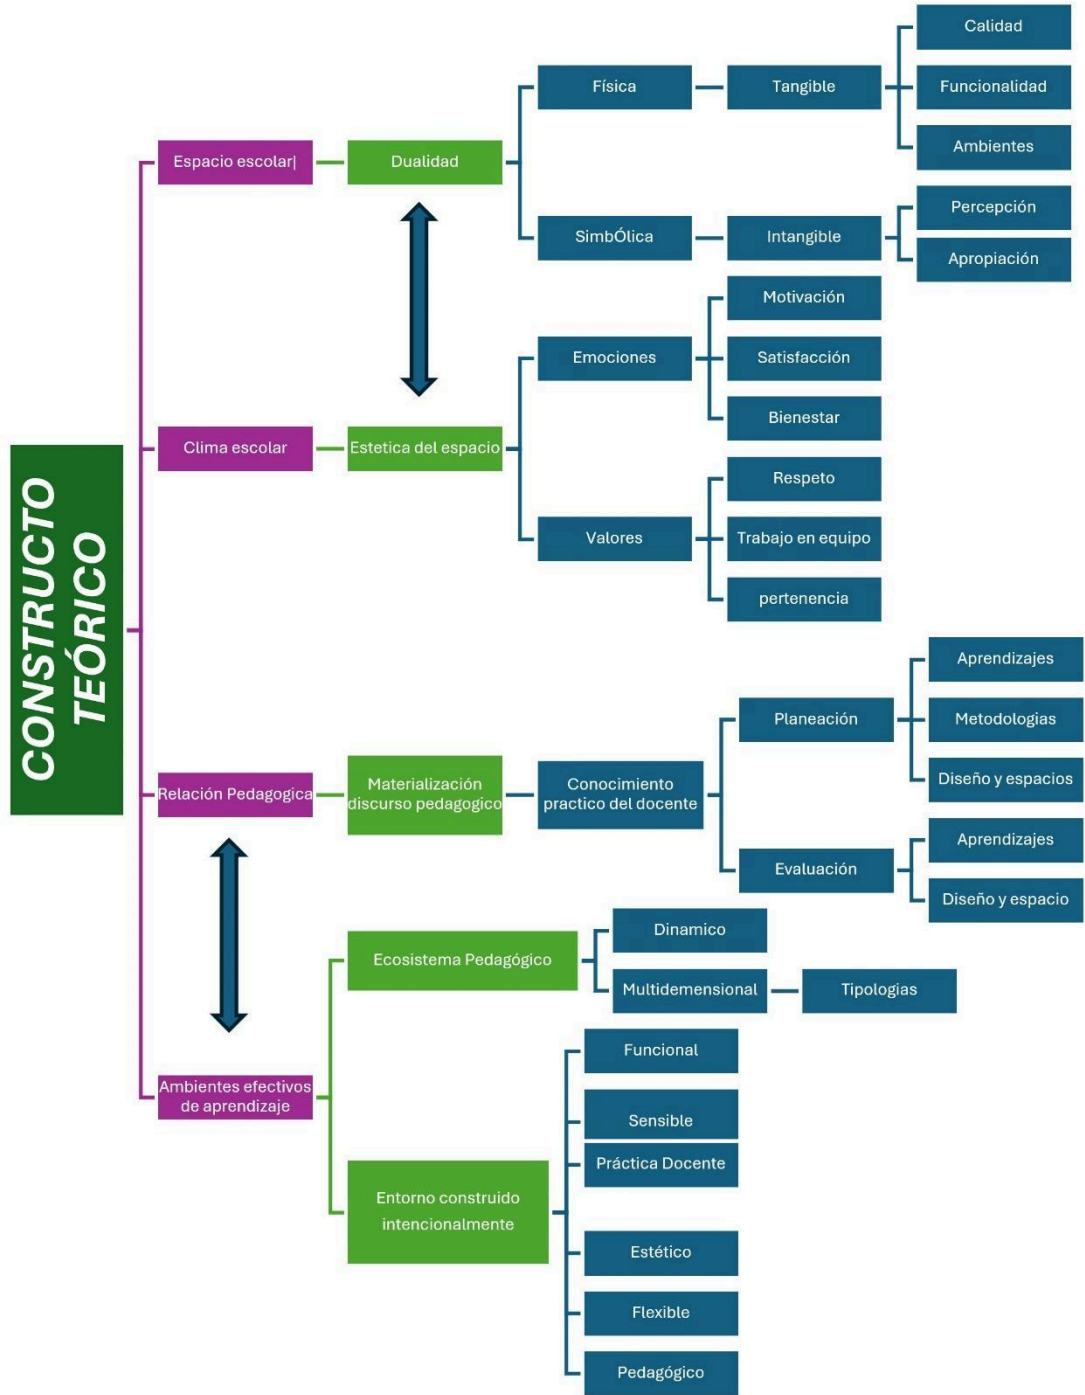 CONSTRUCTO
TEÓRICO
Espacio escolar|
Dualidad
Física
Tangible
Calidad
Funcionalidad
Ambientes
SimbÓlica
Intangible
Percepción
Apropiación
Clima escolar
Estetica del espacio
Emociones
Motivación
Satisfacción
Bienestar
Valores
Respeto
Trabajo en equipo
pertenencia
Relación Pedagogica
Materialización
discurso pedagogico
Conocimiento
practico del docente
Planeación
Aprendizajes
Metodologias
Diseño y espacios
Evaluación
Aprendizajes
Diseño y espacio
Ambientes efectivos
de aprendizaje
Ecosistema Pedagógico
Dinamico
Multidemensional
Tipologias
Entorno construido
intencionalmente
Funcional
Sensible
Práctica Docente
Estético
Flexible
Pedagógico